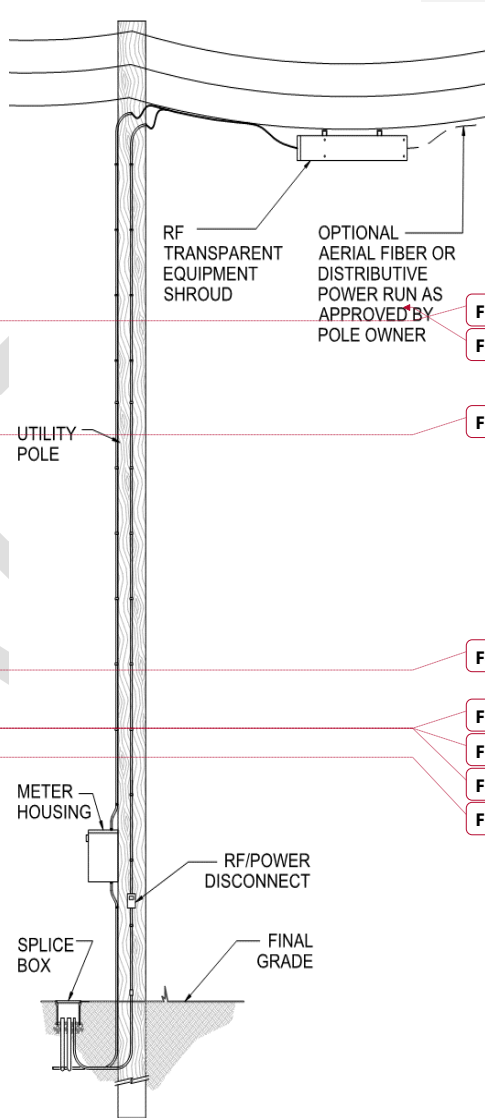 RF
TRANSPARENT
EQUIPMENT
SHROUD
OPTIONAL
AERIAL FIBER OR
DISTRIBUTIVE
POWER RUN AS
APPROVED BY
POLE OWNER
F
F
F
UTILITY
POLE
F
F
F
F
F
METER
HOUSING
RF/POWER
DISCONNECT
SPLICE
BOX
FINAL
GRADE